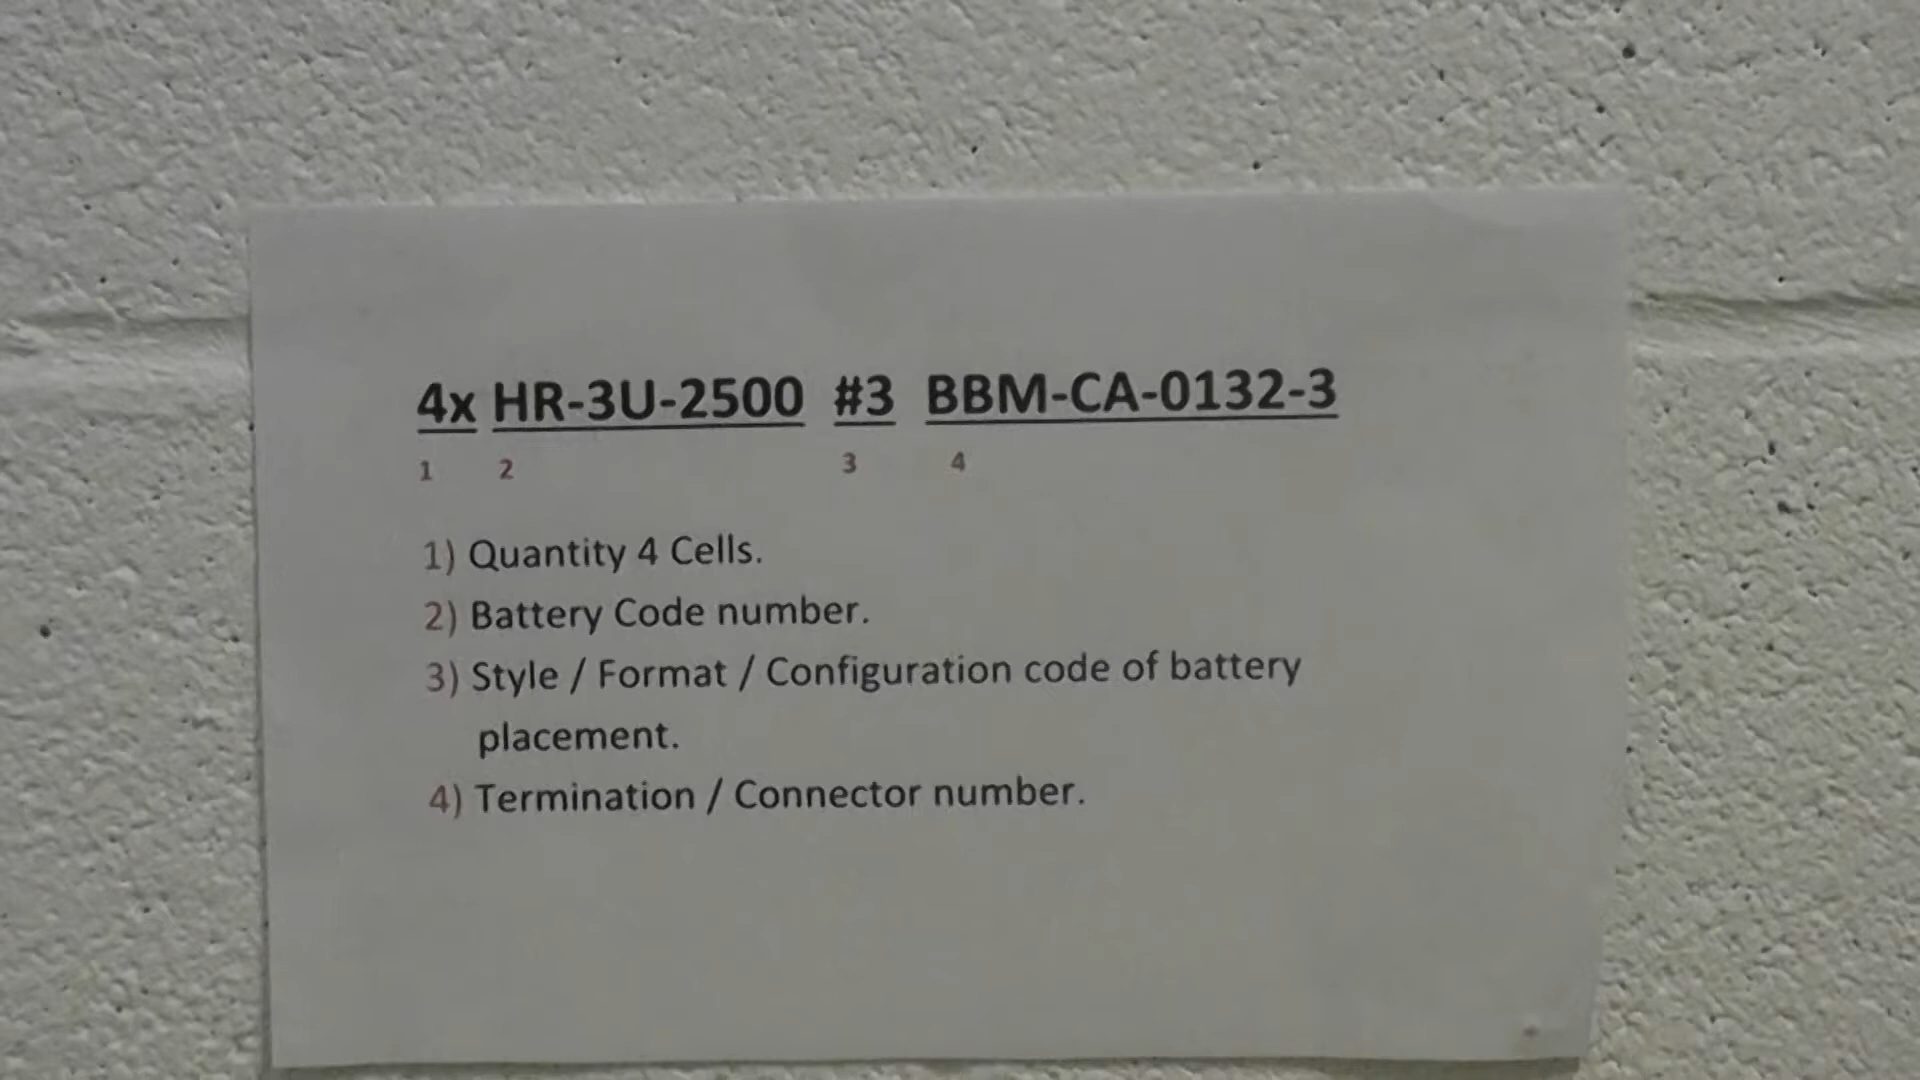 4x HR-3U-2500 #3 BBM-CA-0132-3
1 2 3 4
1) Quantity 4 Cells.
2) Battery Code number.
3) Style / Format / Configuration code of battery
placement.
4) Termination / Connector number.